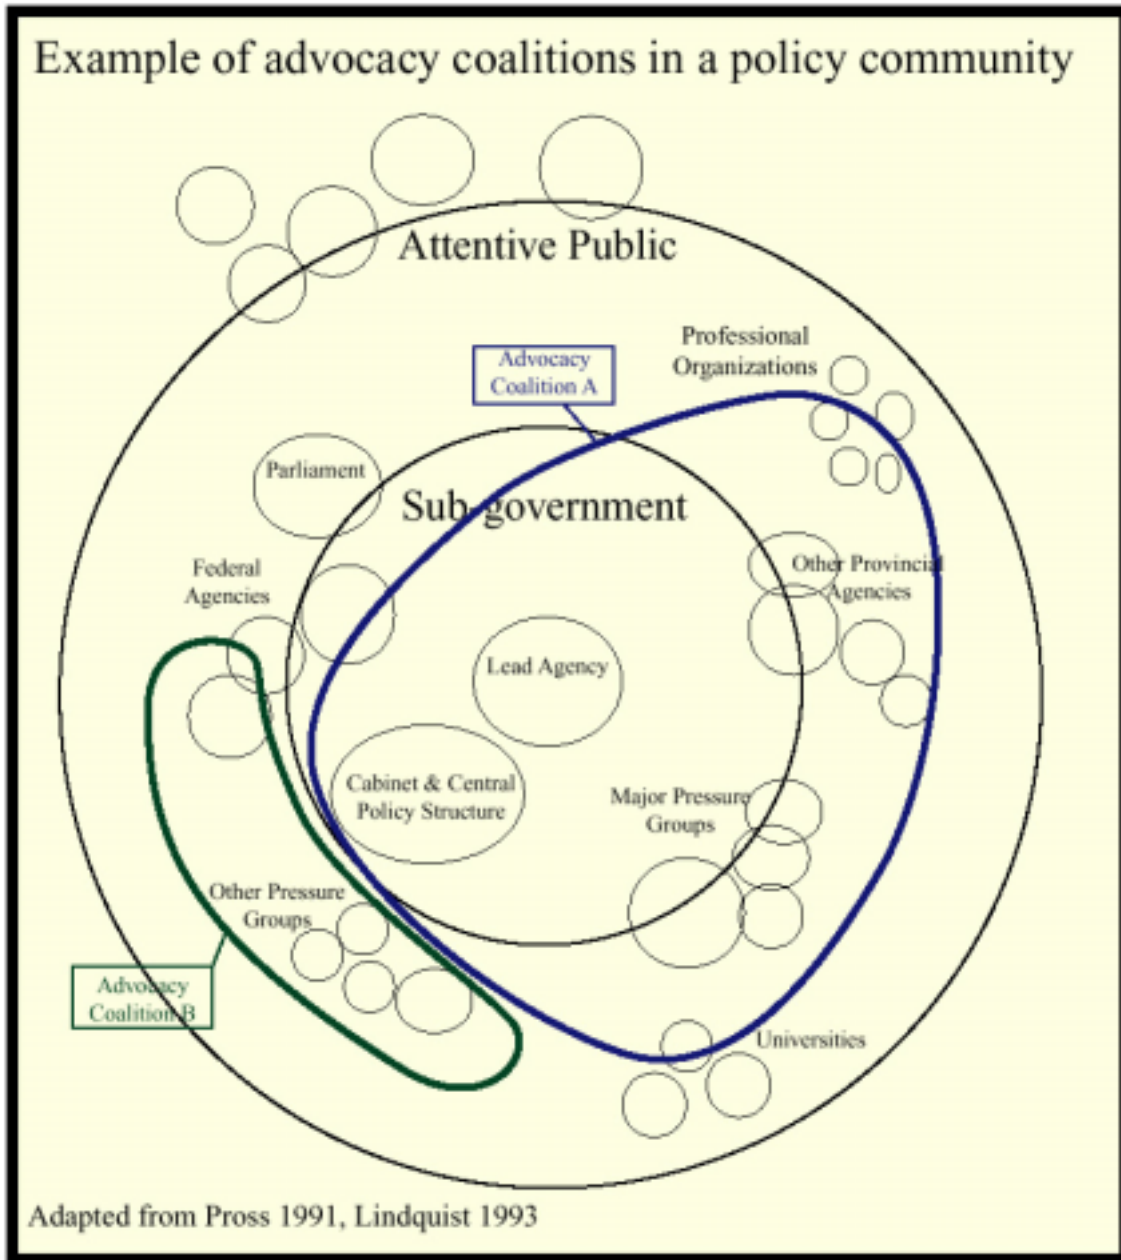 Example of advocacy coalitions in a policy community
Attentive Public
Professional
Organizations
Advocacy
Coalition A
Parliament
Sub-government
Federal
Agencies
Other Provincial
Agencies
Lead Agency
Cabinet & Central
Policy Structure
Major Pressure
Groups
Other Pressure
Groups
Advocacy
Coalition B
Universities
Adapted from Pross 1991, Lindquist 1993